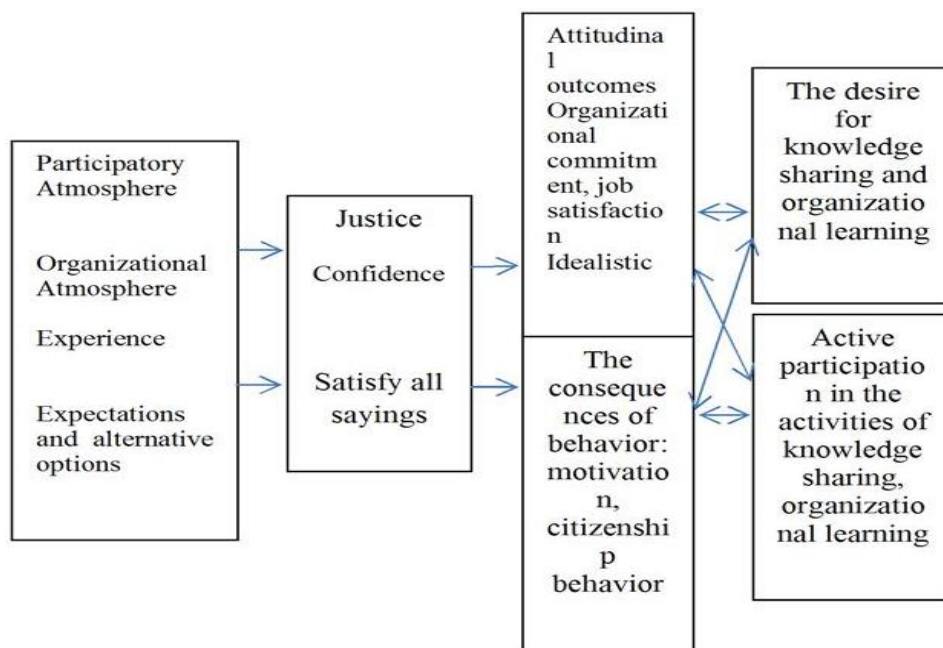 Participatory
Atmosphere
Organizational
Atmosphere
Experience
Expectations
and alternative
options
Justice
Confidence
Satisfy all
sayings
Attitudina
l
outcomes
Organizati
onal
commitm
ent, job
satisfactio
n
Idealistic
The
conseque
nces of
behavior:
motivatio
n,
citizenshi
p
behavior
The desire
for
knowledge
sharing and
organizatio
nal learning
Active
participatio
n in the
activities of
knowledge
sharing,
organizatio
nal learning